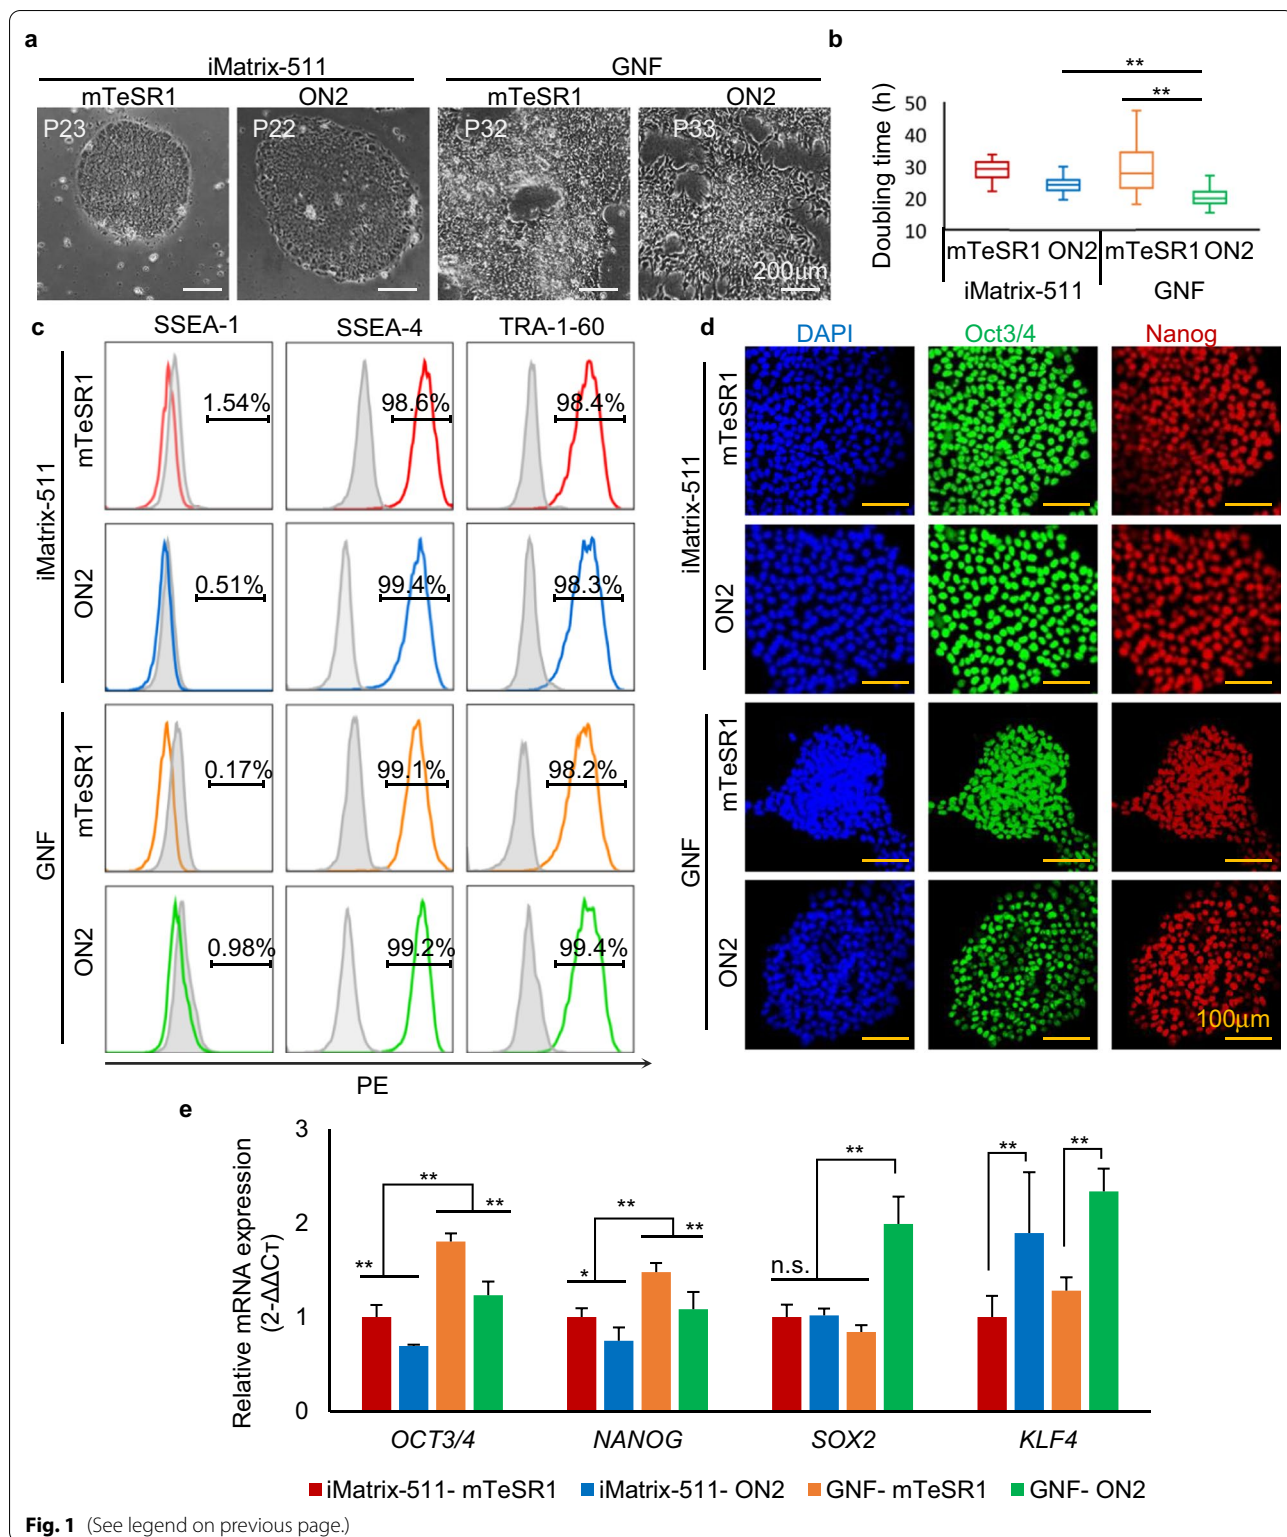 a
iMatrix-511 GNF
mTeSR1 ON2 mTeSR1 ON2
P23 P22 P32 P33
200μm
b
** 
**
Doubling time (h)
50
40
30
20
10
mTeSR1 ON2 mTeSR1 ON2
iMatrix-511 GNF
c
SSEA-1 SSEA-4 TRA-1-60
iMatrix-511
mTeSR1
1.54% 98.6% 98.4%
ON2
0.51% 99.4% 98.3%
GNF
mTeSR1
0.17% 99.1% 98.2%
ON2
0.98% 99.2% 99.4%
PE
d
DAPI Oct3/4 Nanog
iMatrix-511
mTeSR1
ON2
GNF
mTeSR1
ON2
100μm
e
Relative mRNA expression
(2-ΔΔCT)
3
2
1
0
** ** **
* ** **
n.s. **
** **
OCT3/4 NANOG SOX2 KLF4
iMatrix-511- mTeSR1 iMatrix-511- ON2 GNF- mTeSR1 GNF- ON2
Fig. 1 (See legend on previous page.)